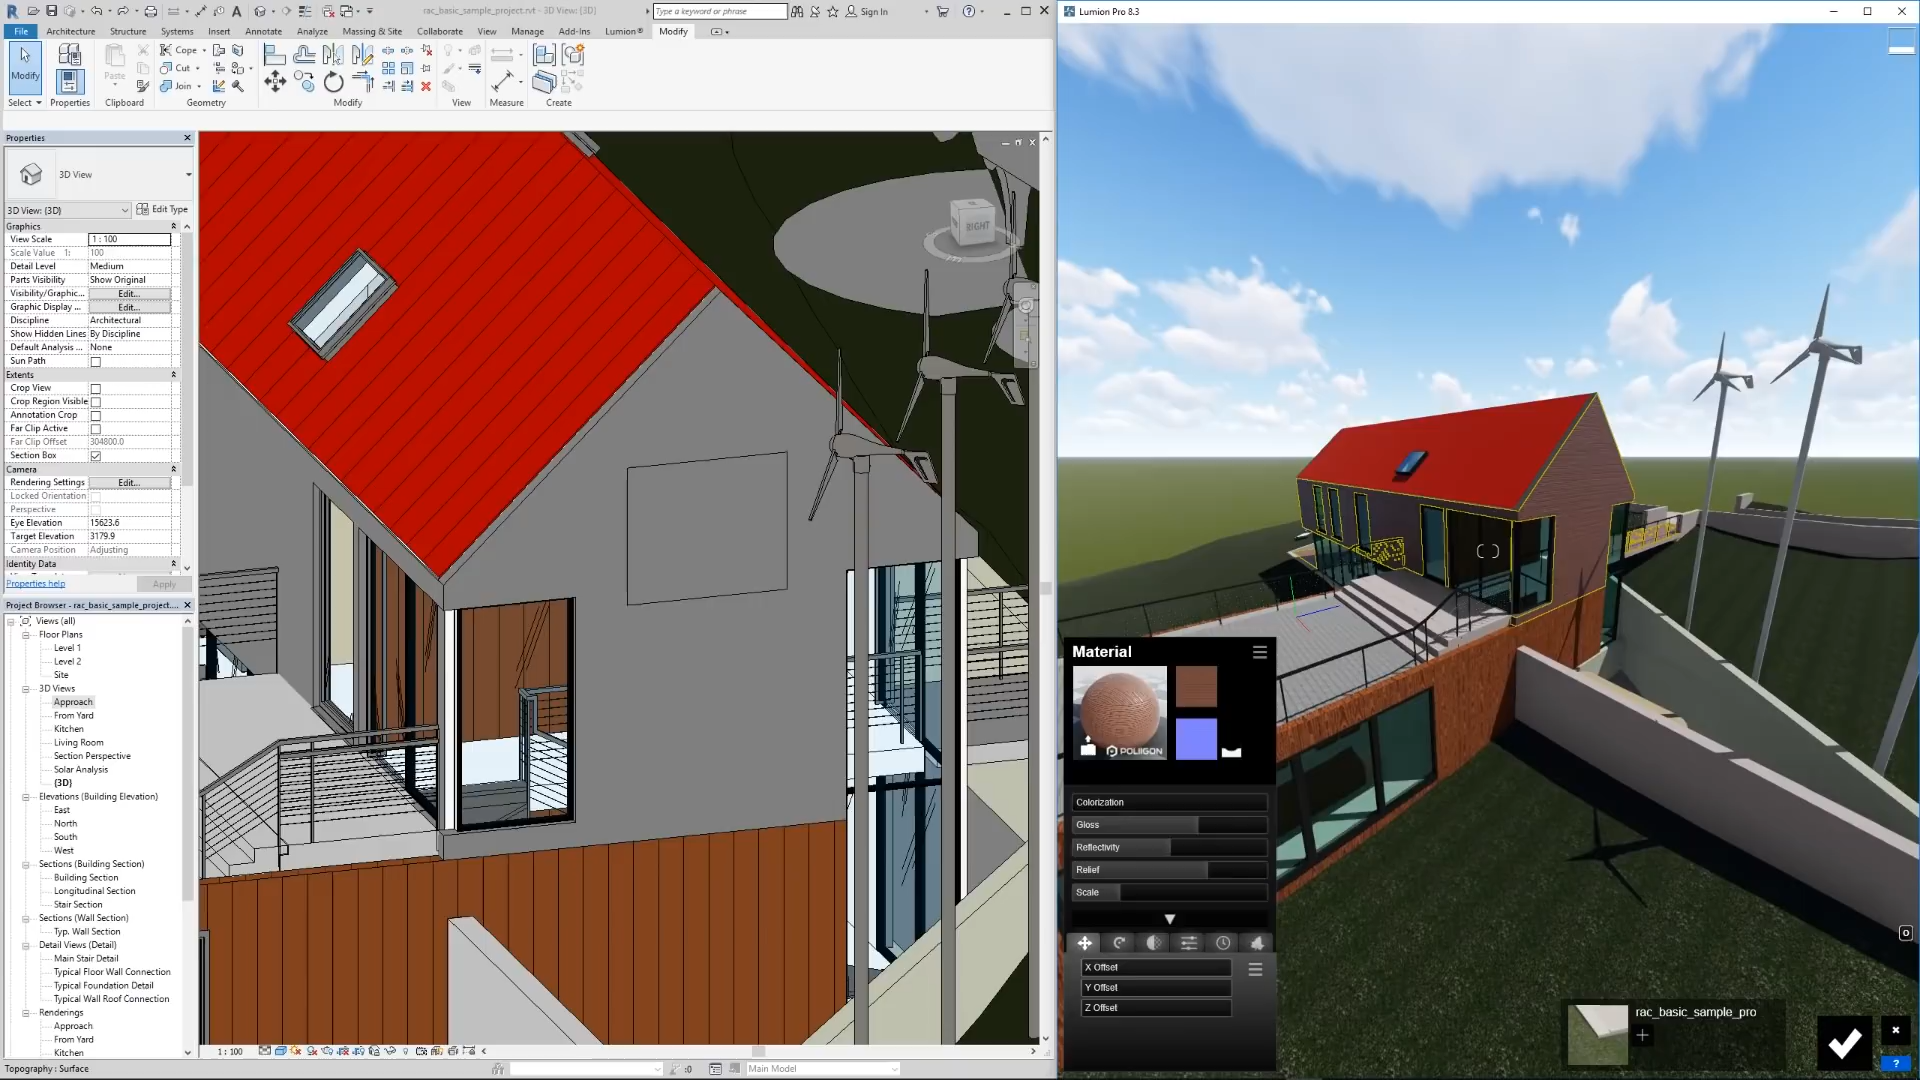 rac_basic_sample_project.rvt - 3D View: {3D}
Type a keyword or phrase
Sign In
Lumion Pro 8.3
File
Architecture
Structure
Systems
Insert
Annotate
Analyze
Massing & Site
Collaborate
View
Manage
Add-Ins
Lumion®
Modify
Modify
Paste
Cope
Cut
Join
Select
Properties
Clipboard
Geometry
Modify
View
Measure
Create
Properties
3D View
3D View: {3D}
Edit Type
Graphics
View Scale 1 : 100
Scale Value 1: 100
Detail Level Medium
Parts Visibility Show Original
Visibility/Graphic... Edit...
Graphic Display ... Edit...
Discipline Architectural
Show Hidden Lines By Discipline
Default Analysis ... None
Sun Path
Extents
Crop View
Crop Region Visible
Annotation Crop
Far Clip Active
Far Clip Offset 304800.0
Section Box
Camera
Rendering Settings Edit...
Locked Orientation
Perspective
Eye Elevation 15623.6
Target Elevation 3179.9
Camera Position Adjusting
Identity Data
Properties help
Apply
Project Browser - rac_basic_sample_project....
Views (all)
Floor Plans
Level 1
Level 2
Site
3D Views
Approach
From Yard
Kitchen
Living Room
Section Perspective
Solar Analysis
{3D}
Elevations (Building Elevation)
East
North
South
West
Sections (Building Section)
Building Section
Longitudinal Section
Stair Section
Sections (Wall Section)
Typ. Wall Section
Detail Views (Detail)
Main Stair Detail
Typical Floor Wall Connection
Typical Foundation Detail
Typical Wall Roof Connection
Renderings
Approach
From Yard
Kitchen
RIGHT
1 : 100
Topography : Surface
:0
Main Model
Material
POLIIGON
Colorization
Gloss
Reflectivity
Relief
Scale
X Offset
Y Offset
Z Offset
rac_basic_sample_pro
O
?